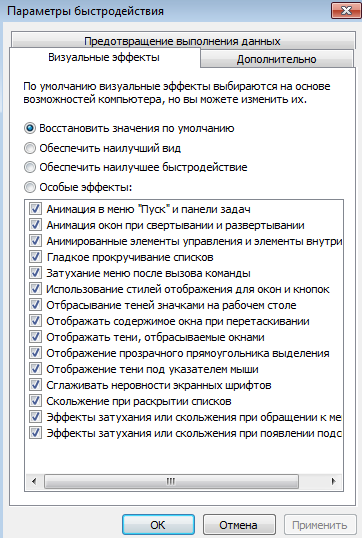 Параметры быстродействия
Предотвращение выполнения данных
Визуальные эффекты
Дополнительно
По умолчанию визуальные эффекты выбираются на основе
возможностей компьютера, но вы можете изменить их.
Восстановить значения по умолчанию
Обеспечить наилучший вид
Обеспечить наилучшее быстродействие
Особые эффекты:
Анимация в меню "Пуск" и панели задач
Анимация окон при свертывании и развертывании
Анимированные элементы управления и элементы внутри
Гладкое прокручивание списков
Затухание меню после вызова команды
Использование стилей отображения для окон и кнопок
Отбрасывание теней значками на рабочем столе
Отображать содержимое окна при перетаскивании
Отображать тени, отбрасываемые окнами
Отображение прозрачного прямоугольника выделения
Отображение тени под указателем мыши
Сглаживать неровности экранных шрифтов
Скольжение при раскрытии списков
Эффекты затухания или скольжения при обращении к ме
Эффекты затухания или скольжения при появлении подс
ОК
Отмена
Применить